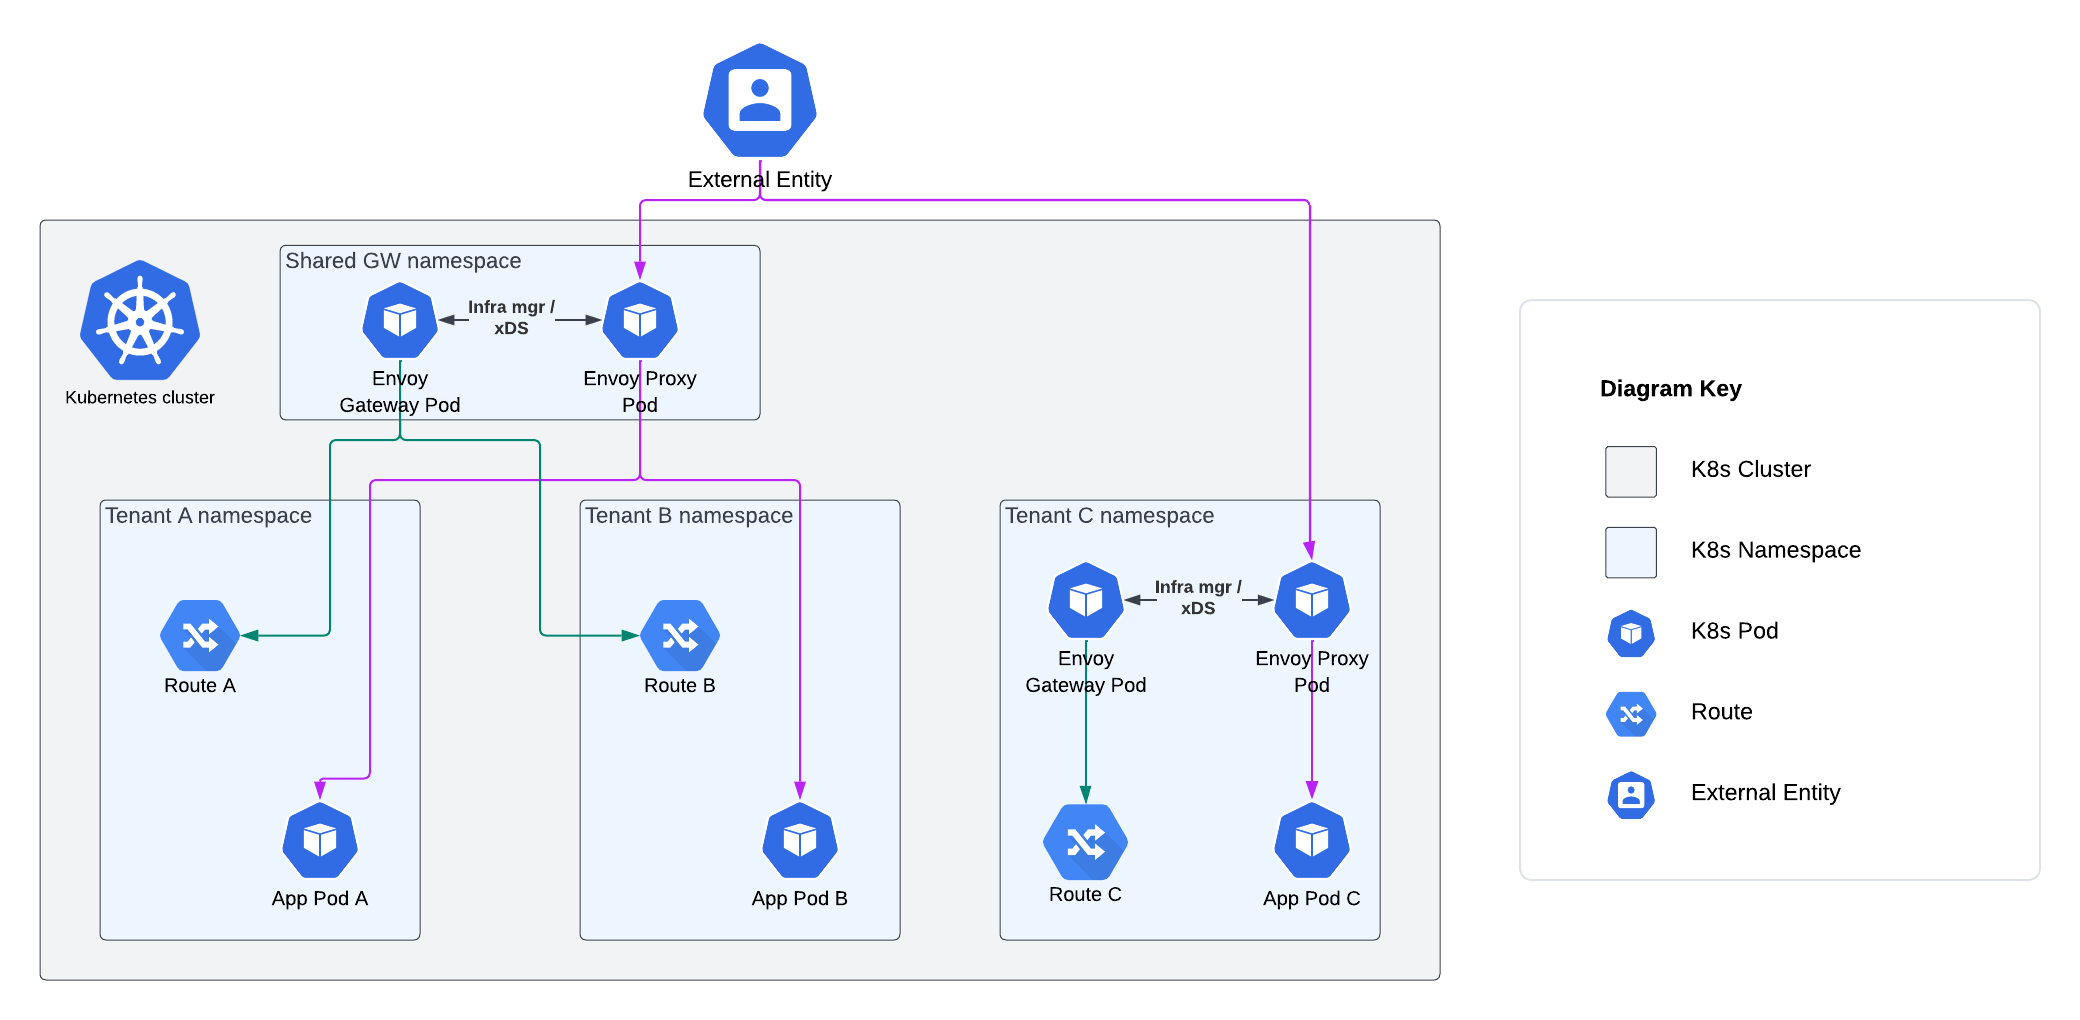 External Entity
Shared GW namespace
Infra mgr /
xDS
Envoy
Gateway Pod
Envoy Proxy
Pod
Kubernetes cluster
Tenant A namespace
Route A
App Pod A
Tenant B namespace
Route B
App Pod B
Tenant C namespace
Infra mgr /
xDS
Envoy
Gateway Pod
Envoy Proxy
Pod
Route C
App Pod C
Diagram Key
K8s Cluster
K8s Namespace
K8s Pod
Route
External Entity